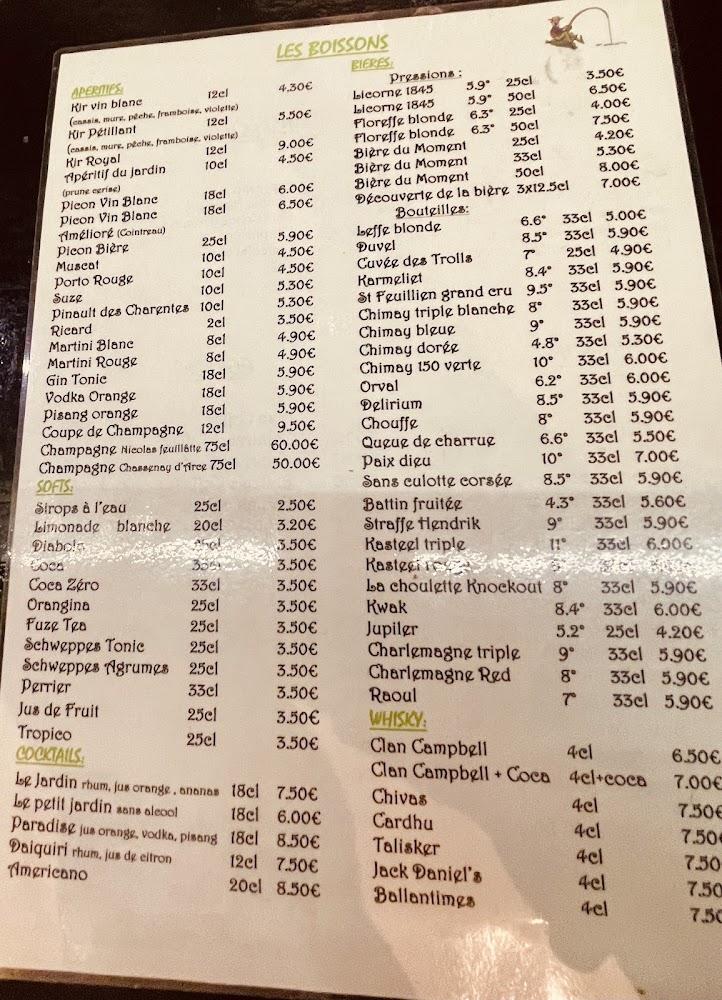 LES BOISSONS
APERITIFS:
Kir vin blanc 12cl 4.30€
(cassis, mure, pêche, framboise, violette)
Kir Pétillant 12cl 5.50€
(cassis, mure, pêche, framboise, violette)
Kir Royal 12cl 9.00€
Apéritif du jardin 10cl 4.50€
(prune cerise)
Picon Vin Blanc 18cl 6.00€
Picon Vin Blanc 18cl 6.50€
Amélioré (Cointreau)
Picon Bière 25cl 5.90€
Muscat 10cl 4.50€
Porto Rouge 10cl 4.50€
Suze 10cl 5.30€
Pinault des Charentes 10cl 5.30€
Ricard 2cl 3.50€
Martini Blanc 8cl 4.90€
Martini Rouge 8cl 4.90€
Gin Tonic 18cl 5.90€
Vodka Orange 18cl 5.90€
Pisang orange 18cl 5.90€
Coupe de Champagne 12cl 9.50€
Champagne Nicolas feuillâtte 75cl 60.00€
Champagne Chassenay d'Arce 75cl 50.00€
SOFTS:
Sirops à l'eau 25cl 2.50€
Limonade blanche 20cl 3.20€
Diabolo 25cl 3.50€
Coca 33cl 3.50€
Coca Zéro 33cl 3.50€
Orangina 25cl 3.50€
Fuze Tea 25cl 3.50€
Schweppes Tonic 25cl 3.50€
Schweppes Agrumes 25cl 3.50€
Perrier 33cl 3.50€
Jus de Fruit 25cl 3.50€
Tropico 25cl 3.50€
COCKTAILS:
Le Jardin rhum, jus orange , ananas 18cl 7.50€
Le petit jardin sans alcool 18cl 6.00€
Paradise jus orange, vodka, pisang 18cl 8.50€
Daiquiri rhum, jus de citron 12cl 7.50€
Americano 20cl 8.50€
BIERES:
Pressions :
Licorne 1845 5.9° 25cl 3.50€
Licorne 1845 5.9° 50cl 6.50€
Floreffe blonde 6.3° 25cl 4.00€
Floreffe blonde 6.3° 50cl 7.50€
Bière du Moment 25cl 4.20€
Bière du Moment 33cl 5.30€
Bière du Moment 50cl 8.00€
Découverte de la bière 3x12.5cl 7.00€
Bouteilles:
Leffe blonde 6.6° 33cl 5.00€
Duvel 8.5° 33cl 5.90€
Cuvée des Trolls 7° 25cl 4.90€
Karmeliet 8.4° 33cl 5.90€
St Feuillien grand cru 9.5° 33cl 5.90€
Chimay triple blanche 8° 33cl 5.90€
Chimay bleue 9° 33cl 5.90€
Chimay dorée 4.8° 33cl 5.30€
Chimay 150 verte 10° 33cl 6.00€
Orval 6.2° 33cl 6.00€
Delirium 8.5° 33cl 5.90€
Chouffe 8° 33cl 5.90€
Queue de charrue 6.6° 33cl 5.50€
Paix dieu 10° 33cl 7.00€
Sans culotte corsée 8.5° 33cl 5.90€
Battin fruitée 4.3° 33cl 5.60€
Straffe Hendrik 9° 33cl 5.90€
Kasteel triple 11° 33cl 6.00€
Kasteel
La choulette Knockout 8° 33cl 5.90€
Kwak 8.4° 33cl 6.00€
Jupiler 5.2° 25cl 4.20€
Charlemagne triple 9° 33cl 5.90€
Charlemagne Red 8° 33cl 5.90€
Raoul 7° 33cl 5.90€
WHISKY:
Clan Campbell 4cl 6.50€
Clan Campbell + Coca 4cl+coca 7.00€
Chivas 4cl 7.50€
Cardhu 4cl 7.50€
Talisker 4cl 7.50
Jack Daniel's 4cl 7.50
Ballantimes 4cl 7.50